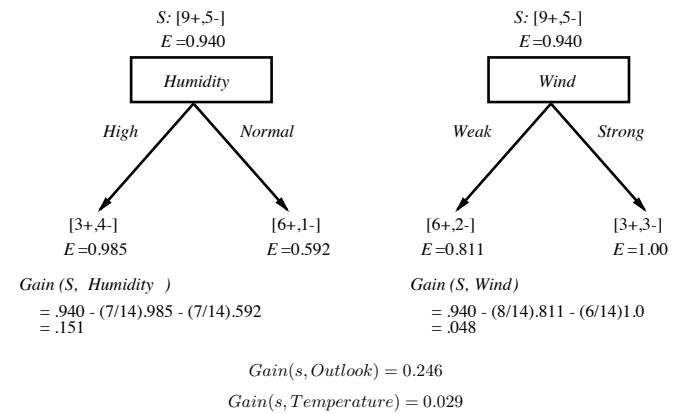 S: [9+,5-]
E =0.940
Humidity
High
Normal
[3+,4-]
E =0.985
[6+,1-]
E =0.592
Gain (S, Humidity )
= .940 - (7/14).985 - (7/14).592
= .151
S: [9+,5-]
E =0.940
Wind
Weak
Strong
[6+,2-]
E =0.811
[3+,3-]
E =1.00
Gain (S, Wind)
= .940 - (8/14).811 - (6/14)1.0
= .048
Gain(s, Outlook) = 0.246
Gain(s, Temperature) = 0.029